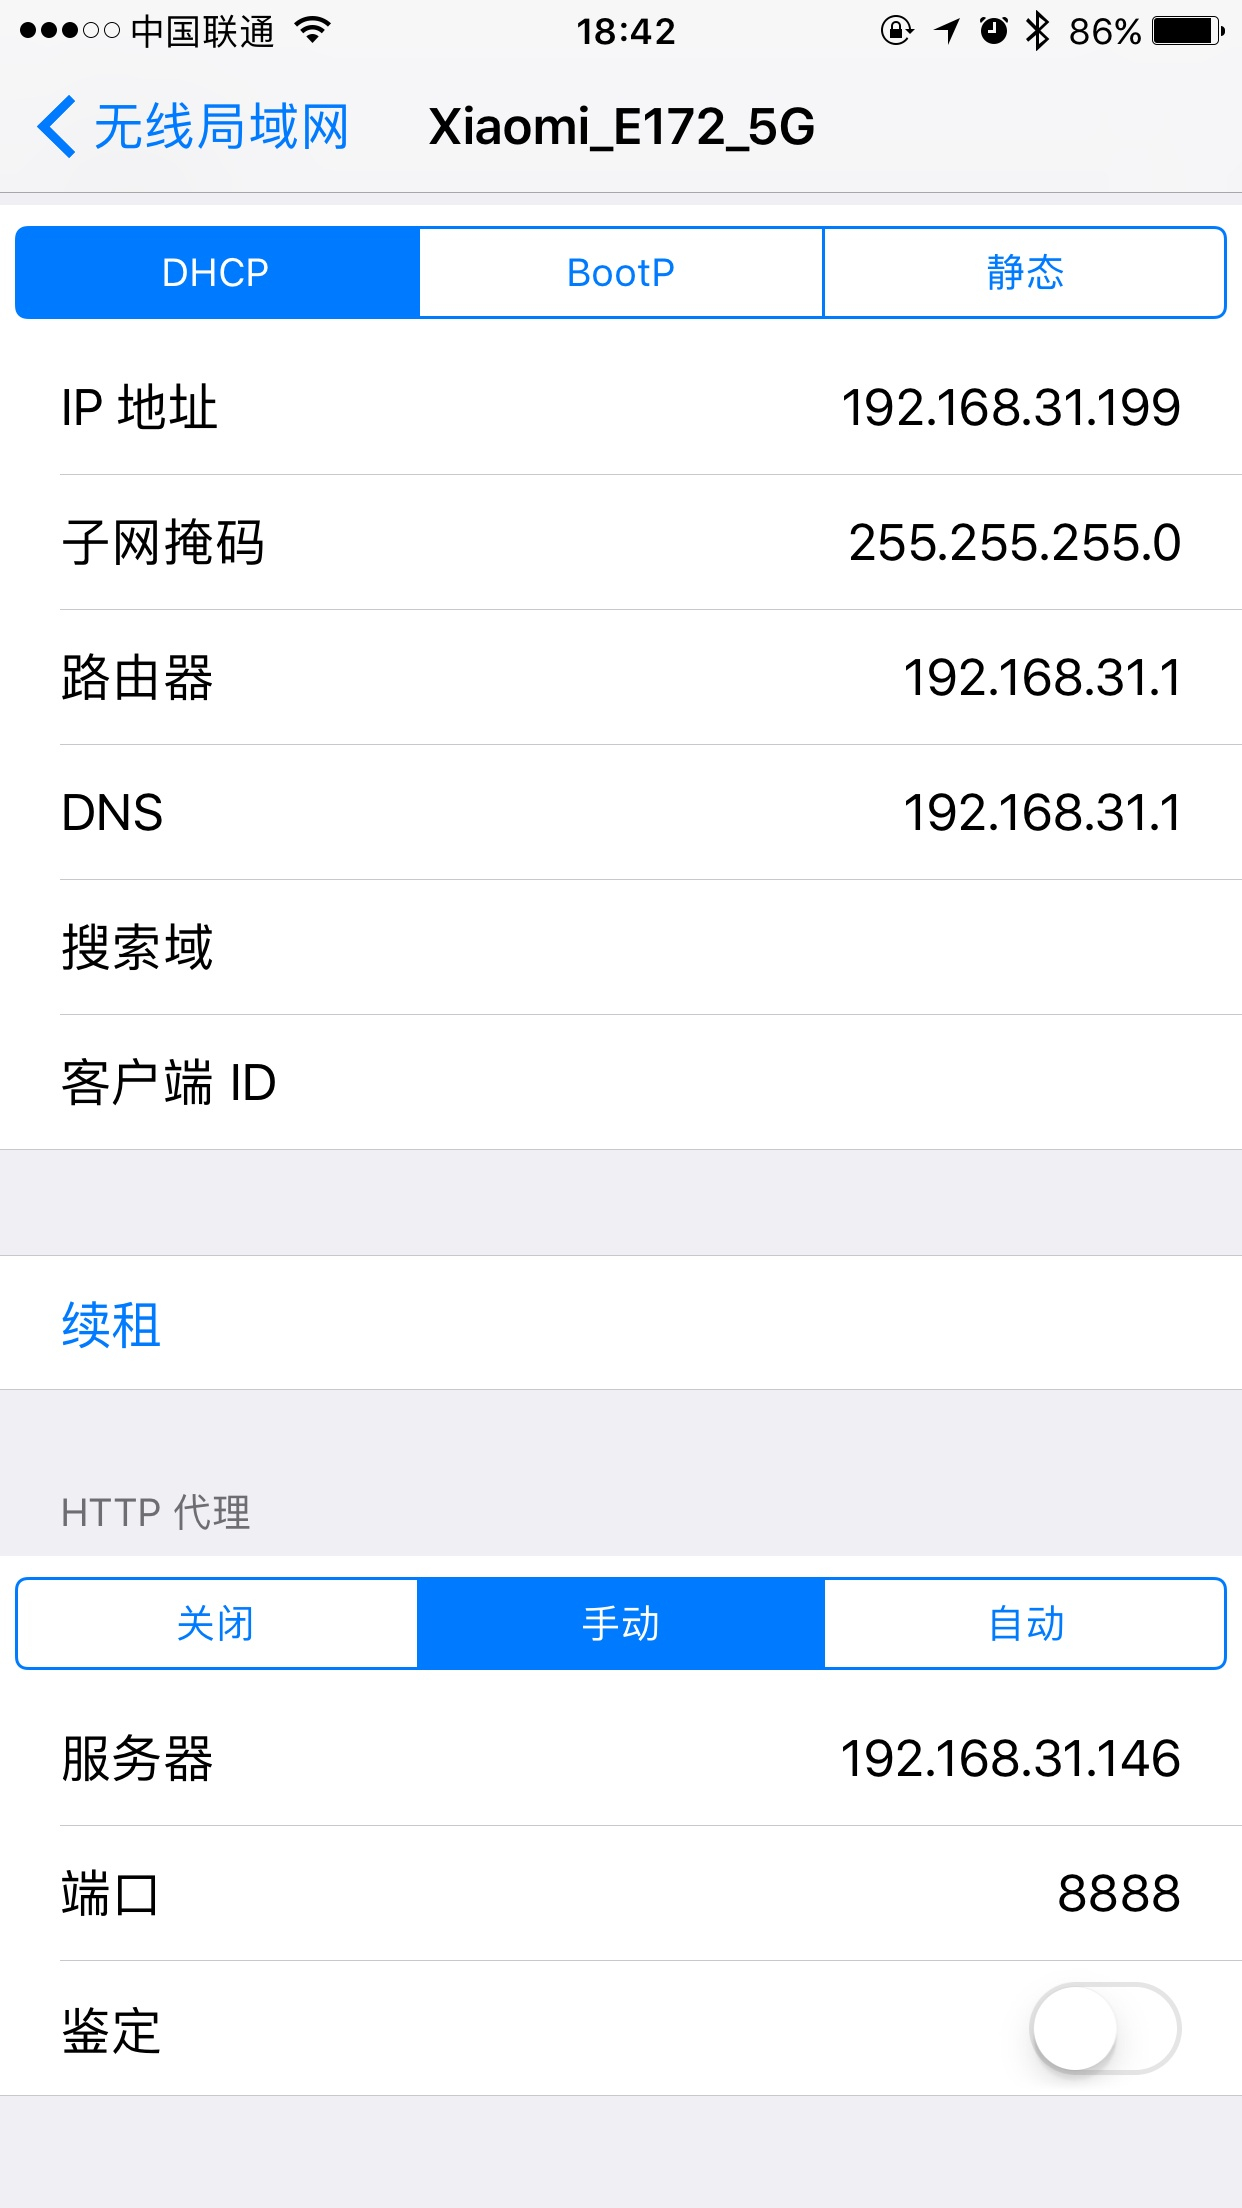 中国联通 18:42 86%
无线局域网 Xiaomi_E172_5G
DHCP BootP 静态
IP 地址 192.168.31.199
子网掩码 255.255.255.0
路由器 192.168.31.1
DNS 192.168.31.1
搜索域
客户端 ID
续租
HTTP 代理
关闭 手动 自动
服务器 192.168.31.146
端口 8888
鉴定